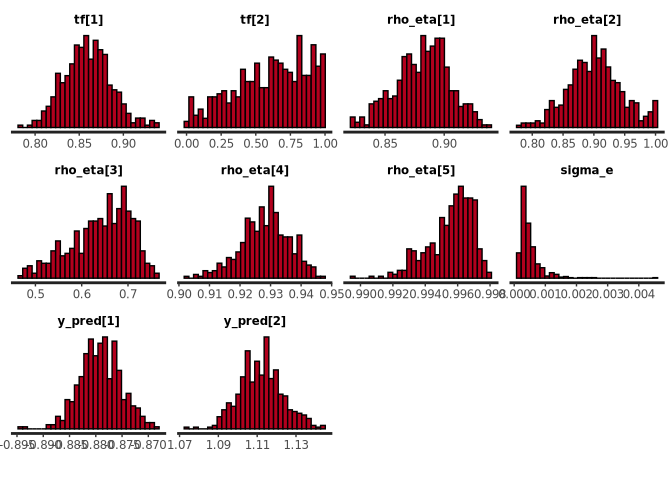 tf[1] tf[2] rho_eta[1] rho_eta[2]
0.80 0.85 0.90 0.00 0.25 0.50 0.75 1.00 0.85 0.90 0.80 0.85 0.90 0.95 1.00
rho_eta[3] rho_eta[4] rho_eta[5] sigma_e
0.5 0.6 0.7 0.90 0.91 0.92 0.93 0.94 0.95 0.990 0.992 0.994 0.996 0.998 0.000 0.001 0.002 0.003 0.004
y_pred[1] y_pred[2]
-0.895 -0.890 -0.885 -0.880 -0.875 -0.870 1.07 1.09 1.11 1.13